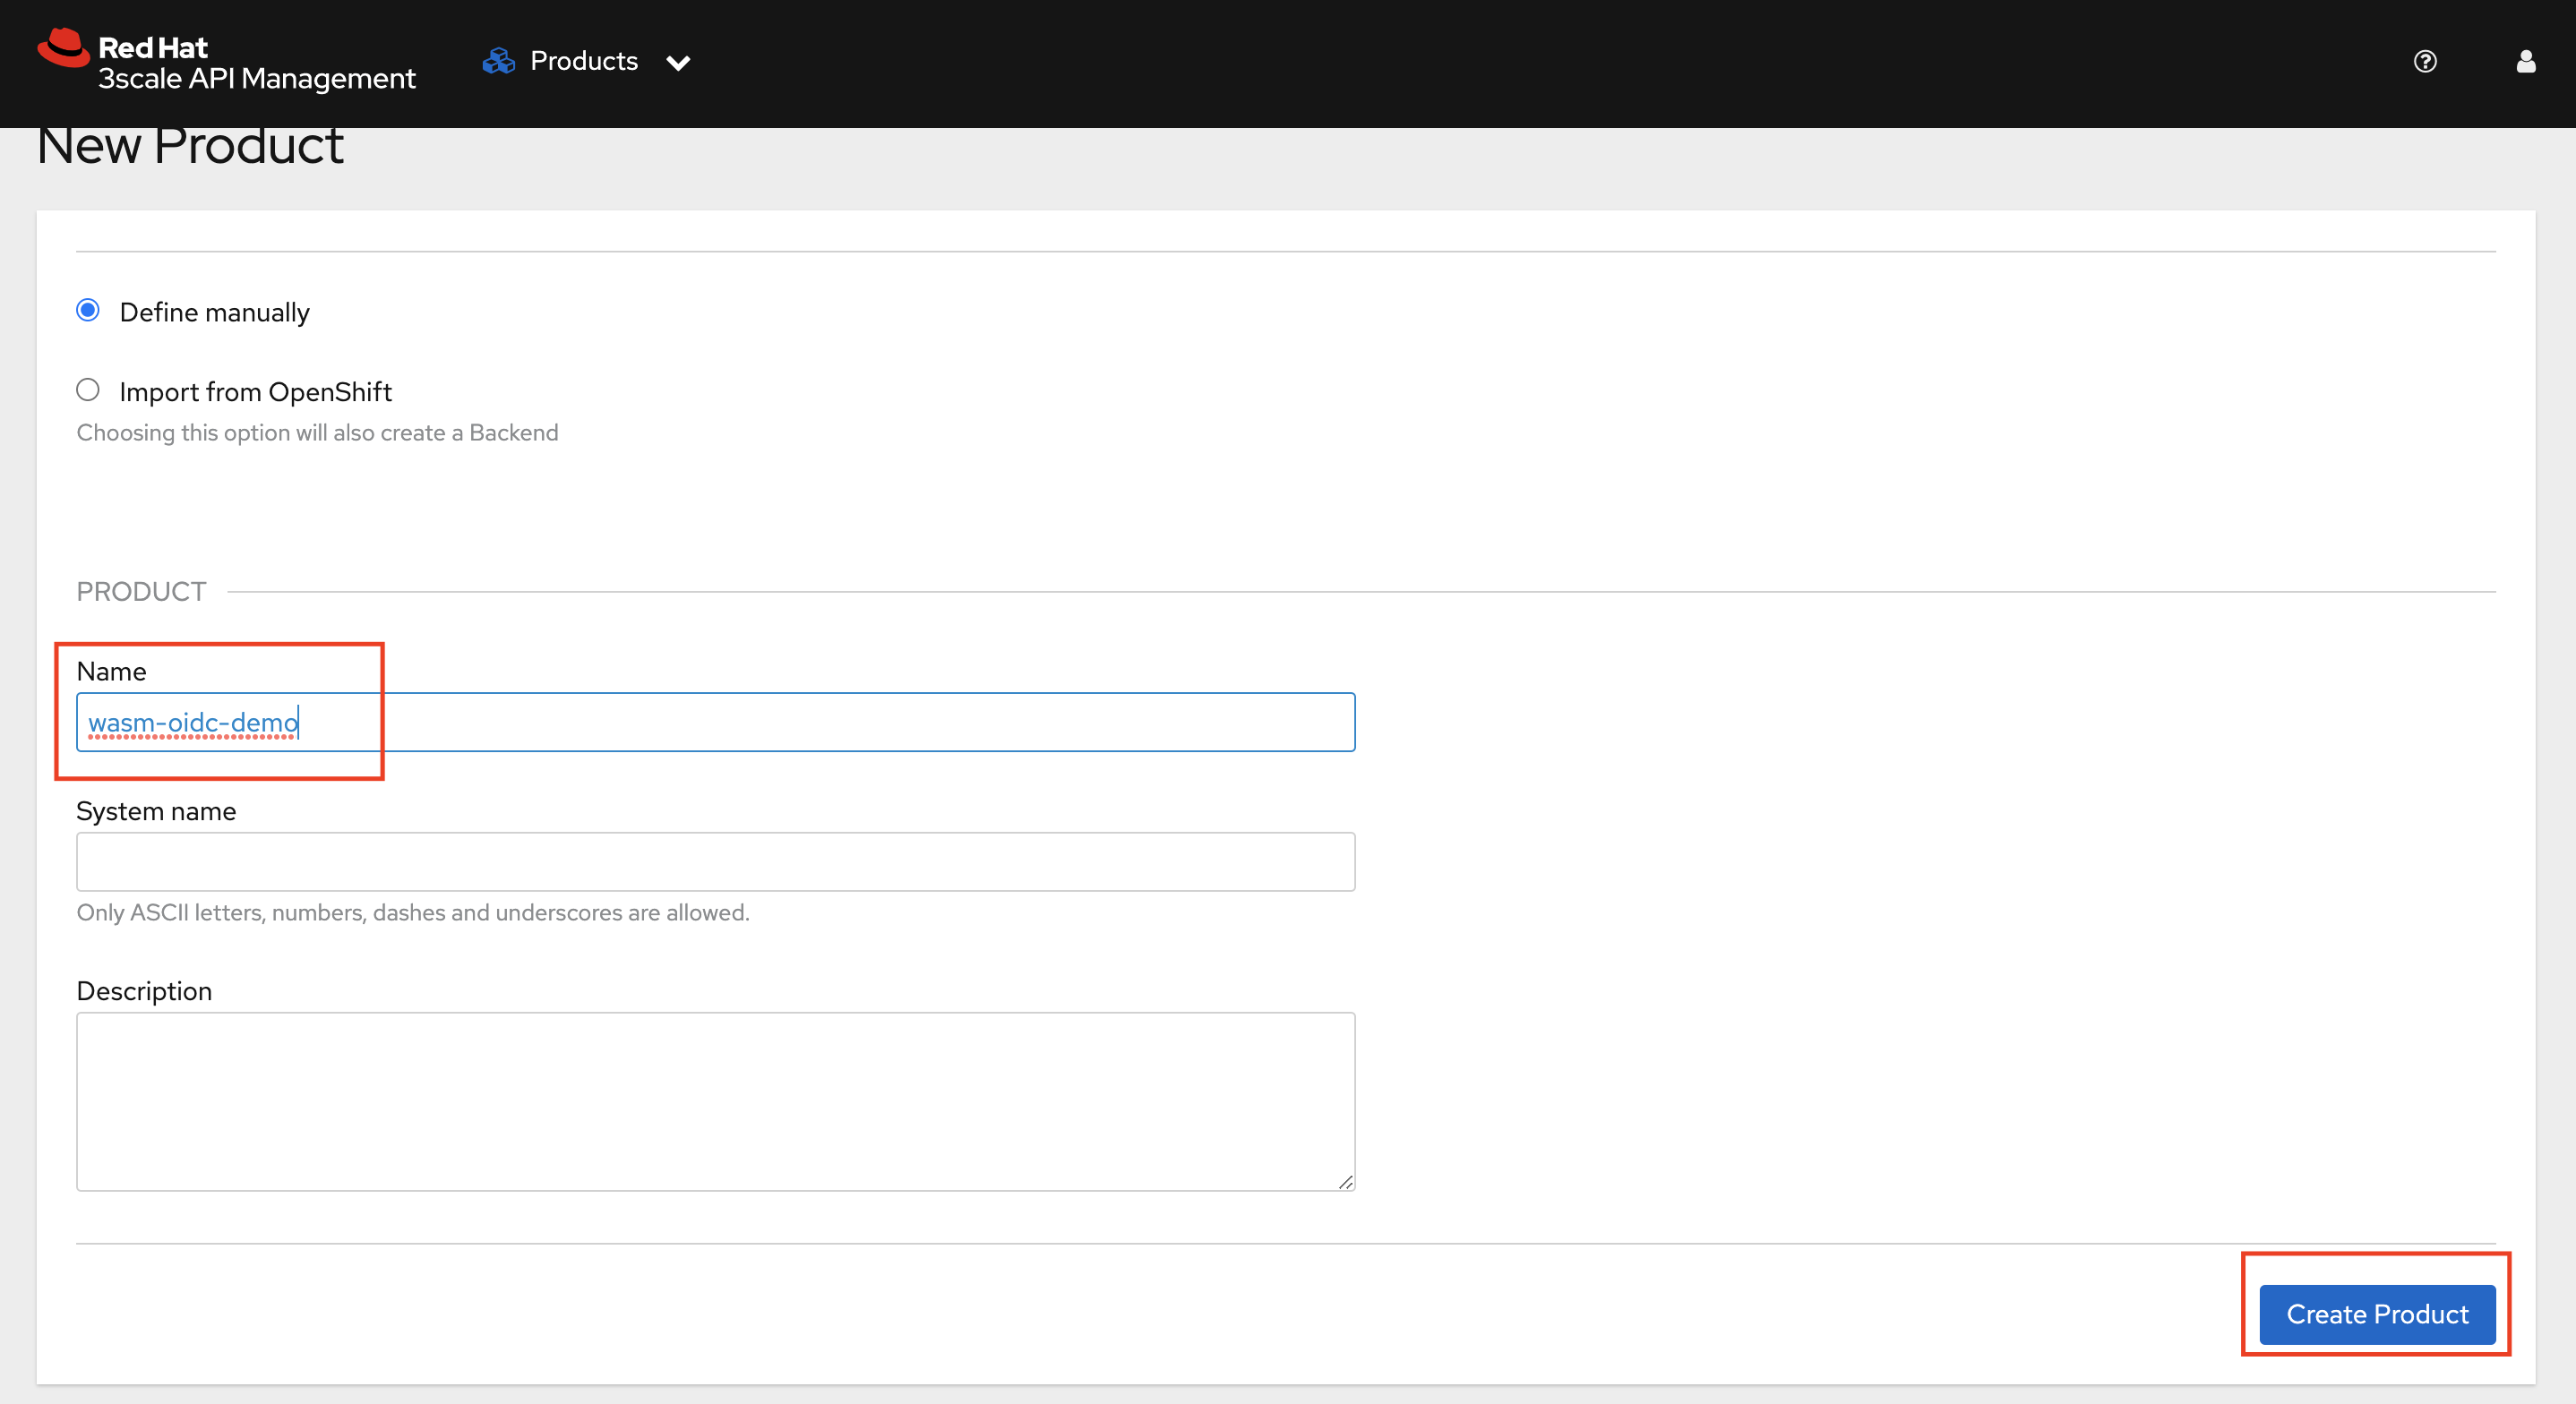 Red Hat
3scale API Management
Products
New Product
Define manually
Import from OpenShift
Choosing this option will also create a Backend
PRODUCT
Name
wasm-oidc-demo
System name
Only ASCII letters, numbers, dashes and underscores are allowed.
Description
Create Product